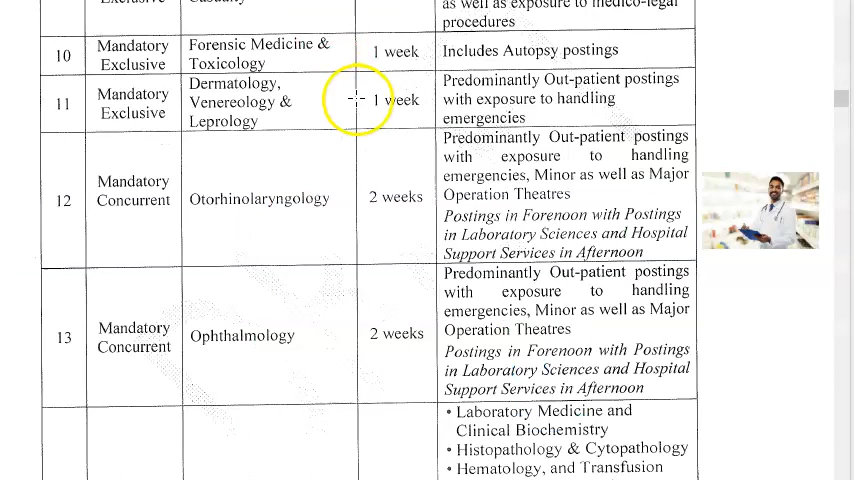 as well as exposure to medico-legal
procedures
10 Mandatory Exclusive Forensic Medicine & Toxicology 1 week Includes Autopsy postings
11 Mandatory Exclusive Dermatology, Venereology & Leprology 1 week Predominantly Out-patient postings
with exposure to handling
emergencies
12 Mandatory Concurrent Otorhinolaryngology 2 weeks Predominantly Out-patient postings
with exposure to handling
emergencies, Minor as well as Major
Operation Theatres
Postings in Forenoon with Postings
in Laboratory Sciences and Hospital
Support Services in Afternoon
13 Mandatory Concurrent Ophthalmology 2 weeks Predominantly Out-patient postings
with exposure to handling
emergencies, Minor as well as Major
Operation Theatres
Postings in Forenoon with Postings
in Laboratory Sciences and Hospital
Support Services in Afternoon
• Laboratory Medicine and
Clinical Biochemistry
• Histopathology & Cytopathology
• Hematology, and Transfusion